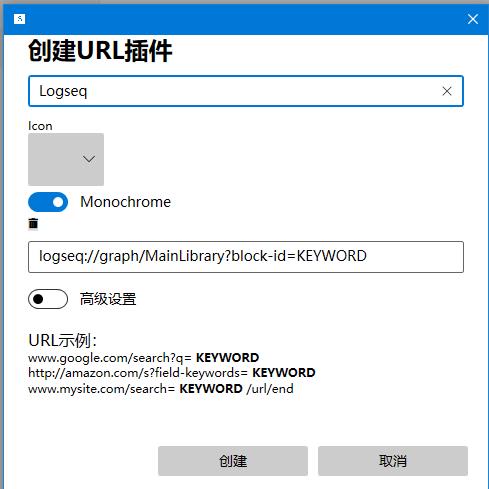 S
创建URL插件
Logseq
Icon
Monochrome
logseq://graph/MainLibrary?block-id=KEYWORD
高级设置
URL示例：
www.google.com/search?q= KEYWORD
http://amazon.com/s?field-keywords= KEYWORD
www.mysite.com/search= KEYWORD /url/end
创建 取消